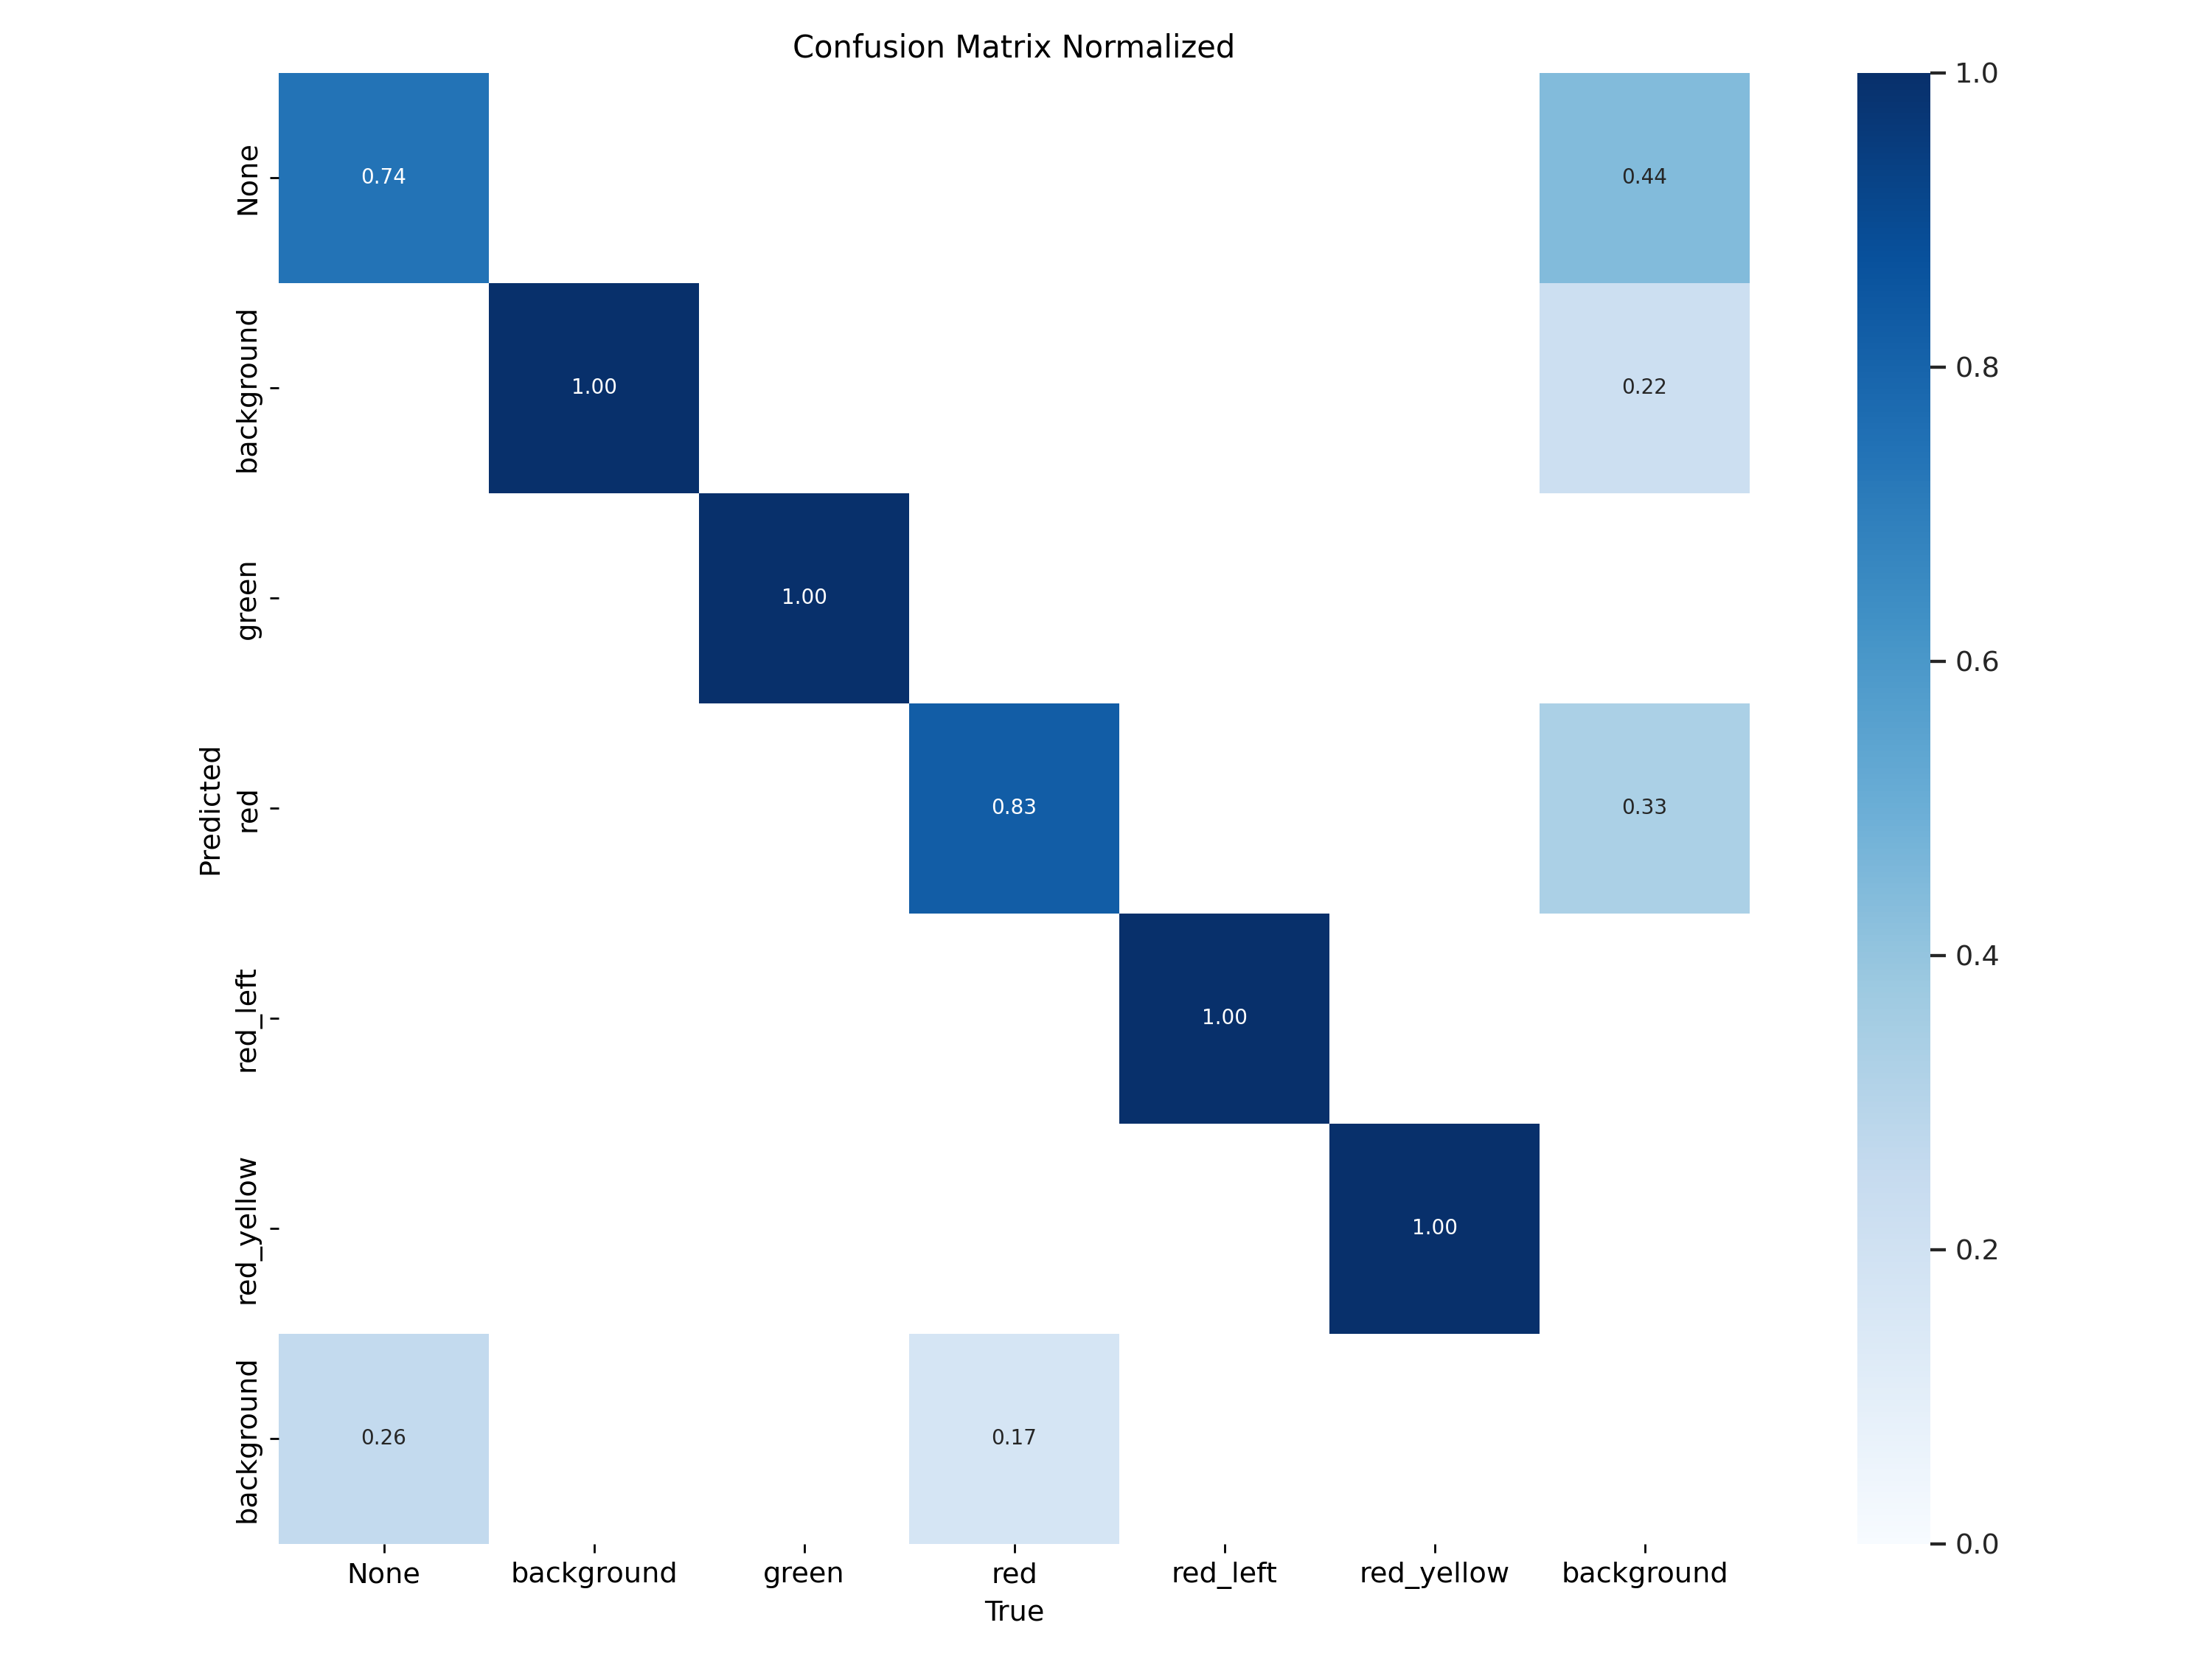 Confusion Matrix Normalized
None
0.74
0.44
background
1.00
0.22
green
1.00
red
0.83
0.33
red_left
1.00
red_yellow
1.00
background
0.26
0.17
Predicted
None background green red red_left red_yellow background
True
1.0
0.8
0.6
0.4
0.2
0.0